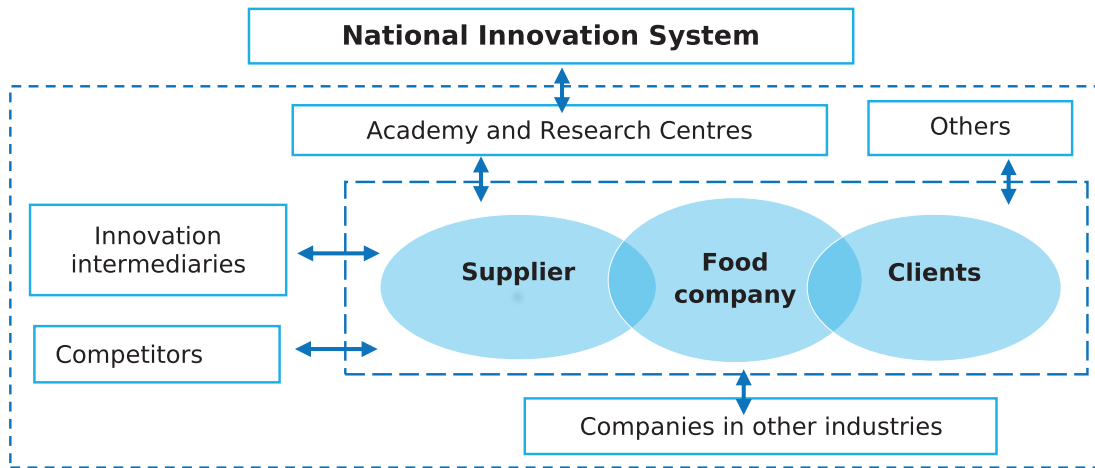 National Innovation System
Academy and Research Centres
Others
Innovation
intermediaries
Supplier
Food
company
Clients
Competitors
Companies in other industries